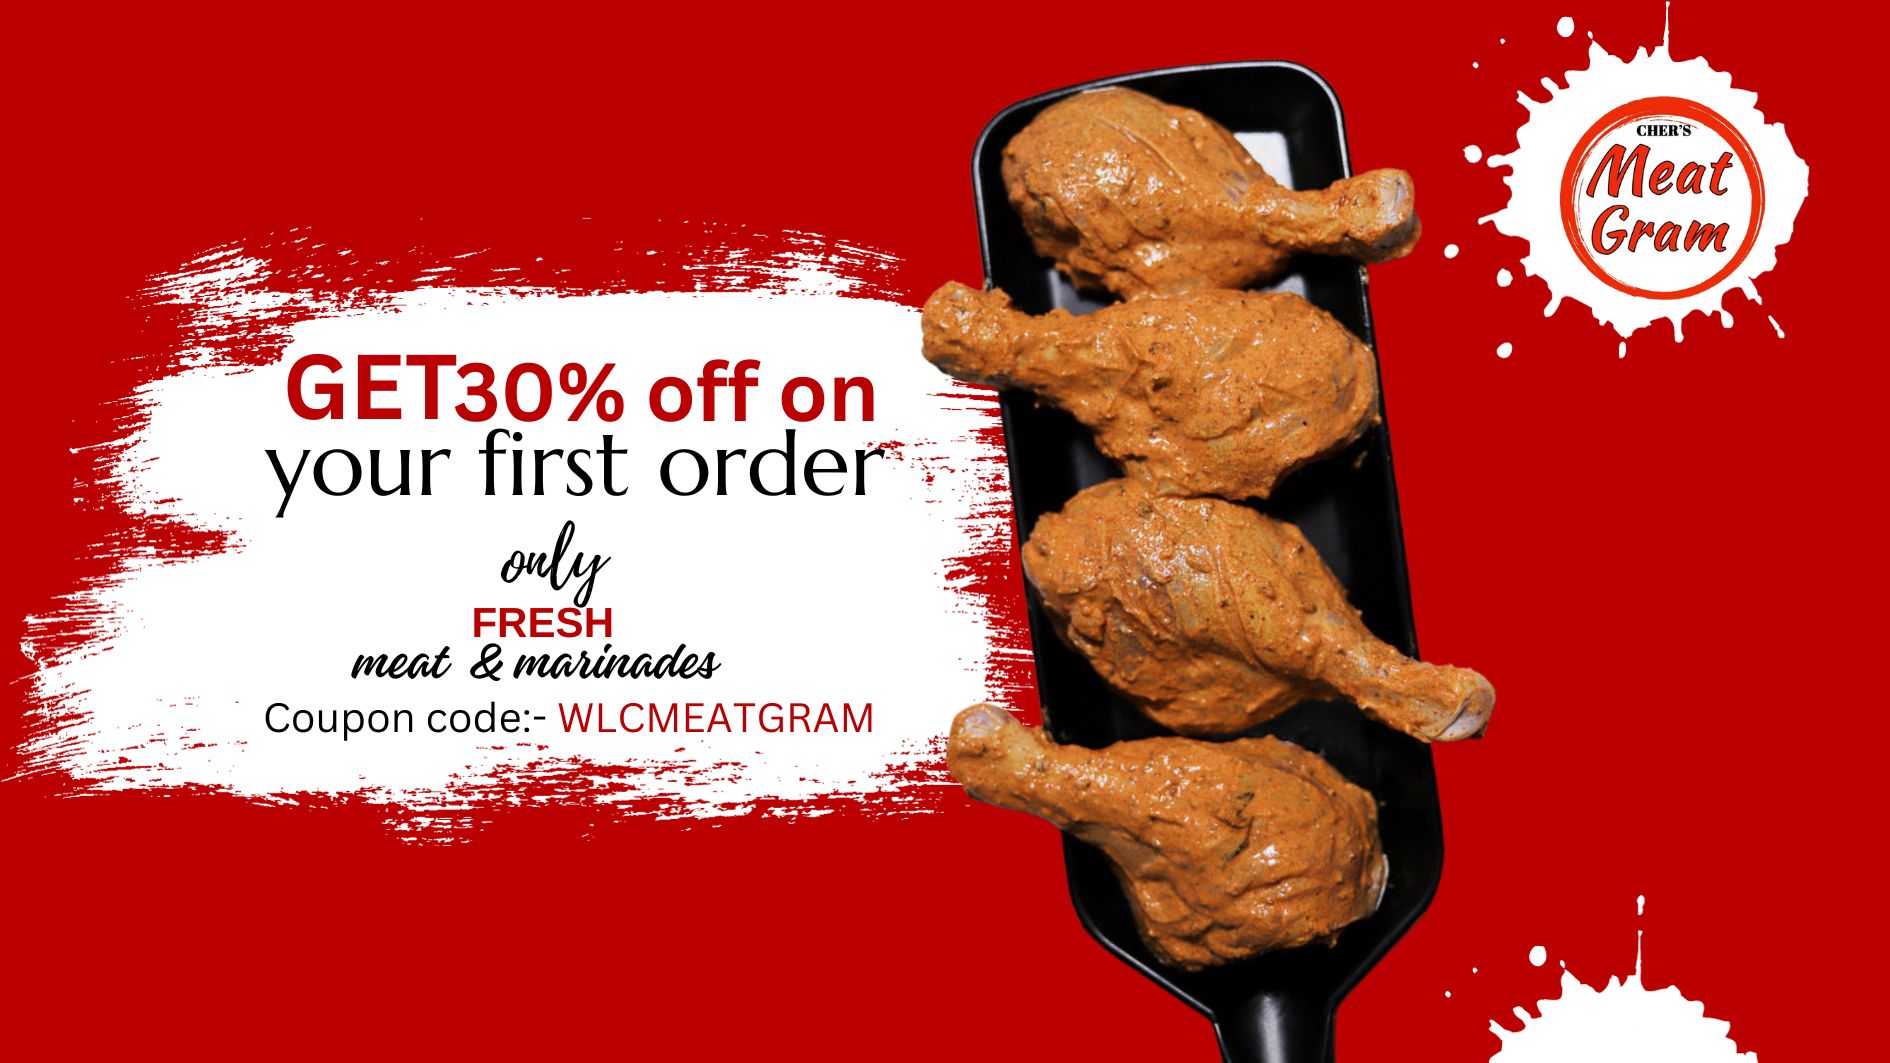 GET30% off on
your first order
only
FRESH
meat & marinades
Coupon code:- WLCMEATGRAM
CHER'S
Meat
Gram